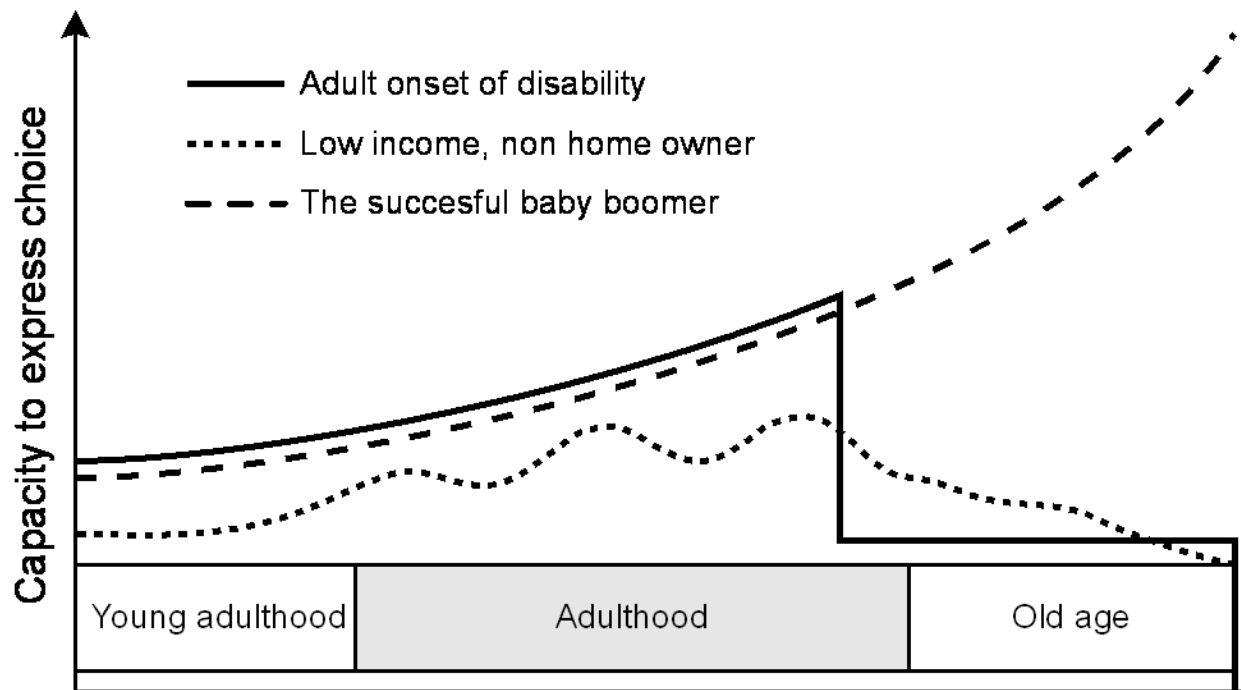 Capacity to express choice
Adult onset of disability
Low income, non home owner
The succesful baby boomer
Young adulthood
Adulthood
Old age